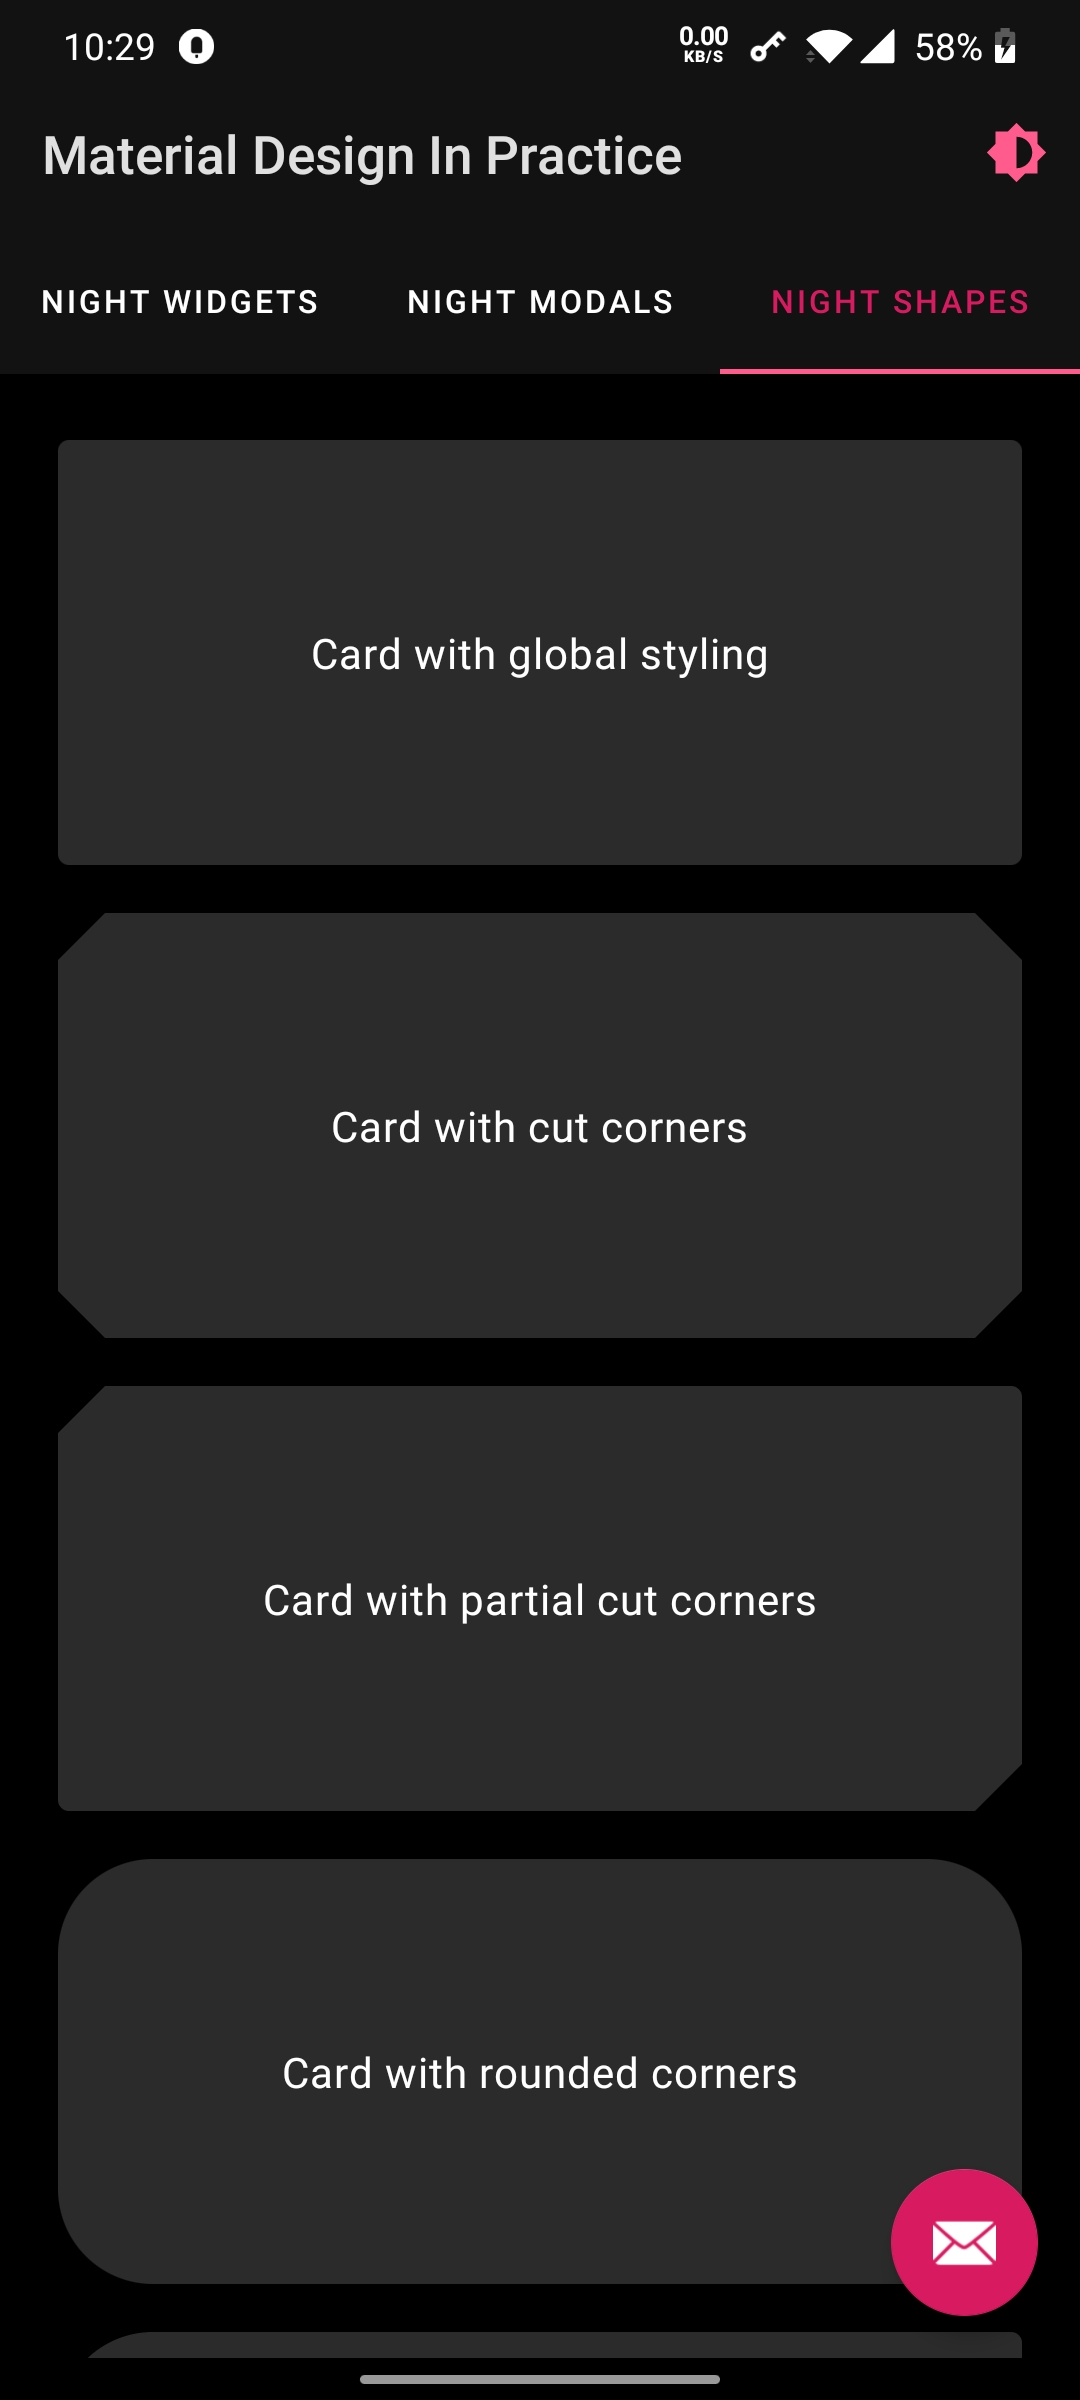 10:29
0.00
KB/S
58%
Material Design In Practice
NIGHT WIDGETS
NIGHT MODALS
NIGHT SHAPES
Card with global styling
Card with cut corners
Card with partial cut corners
Card with rounded corners